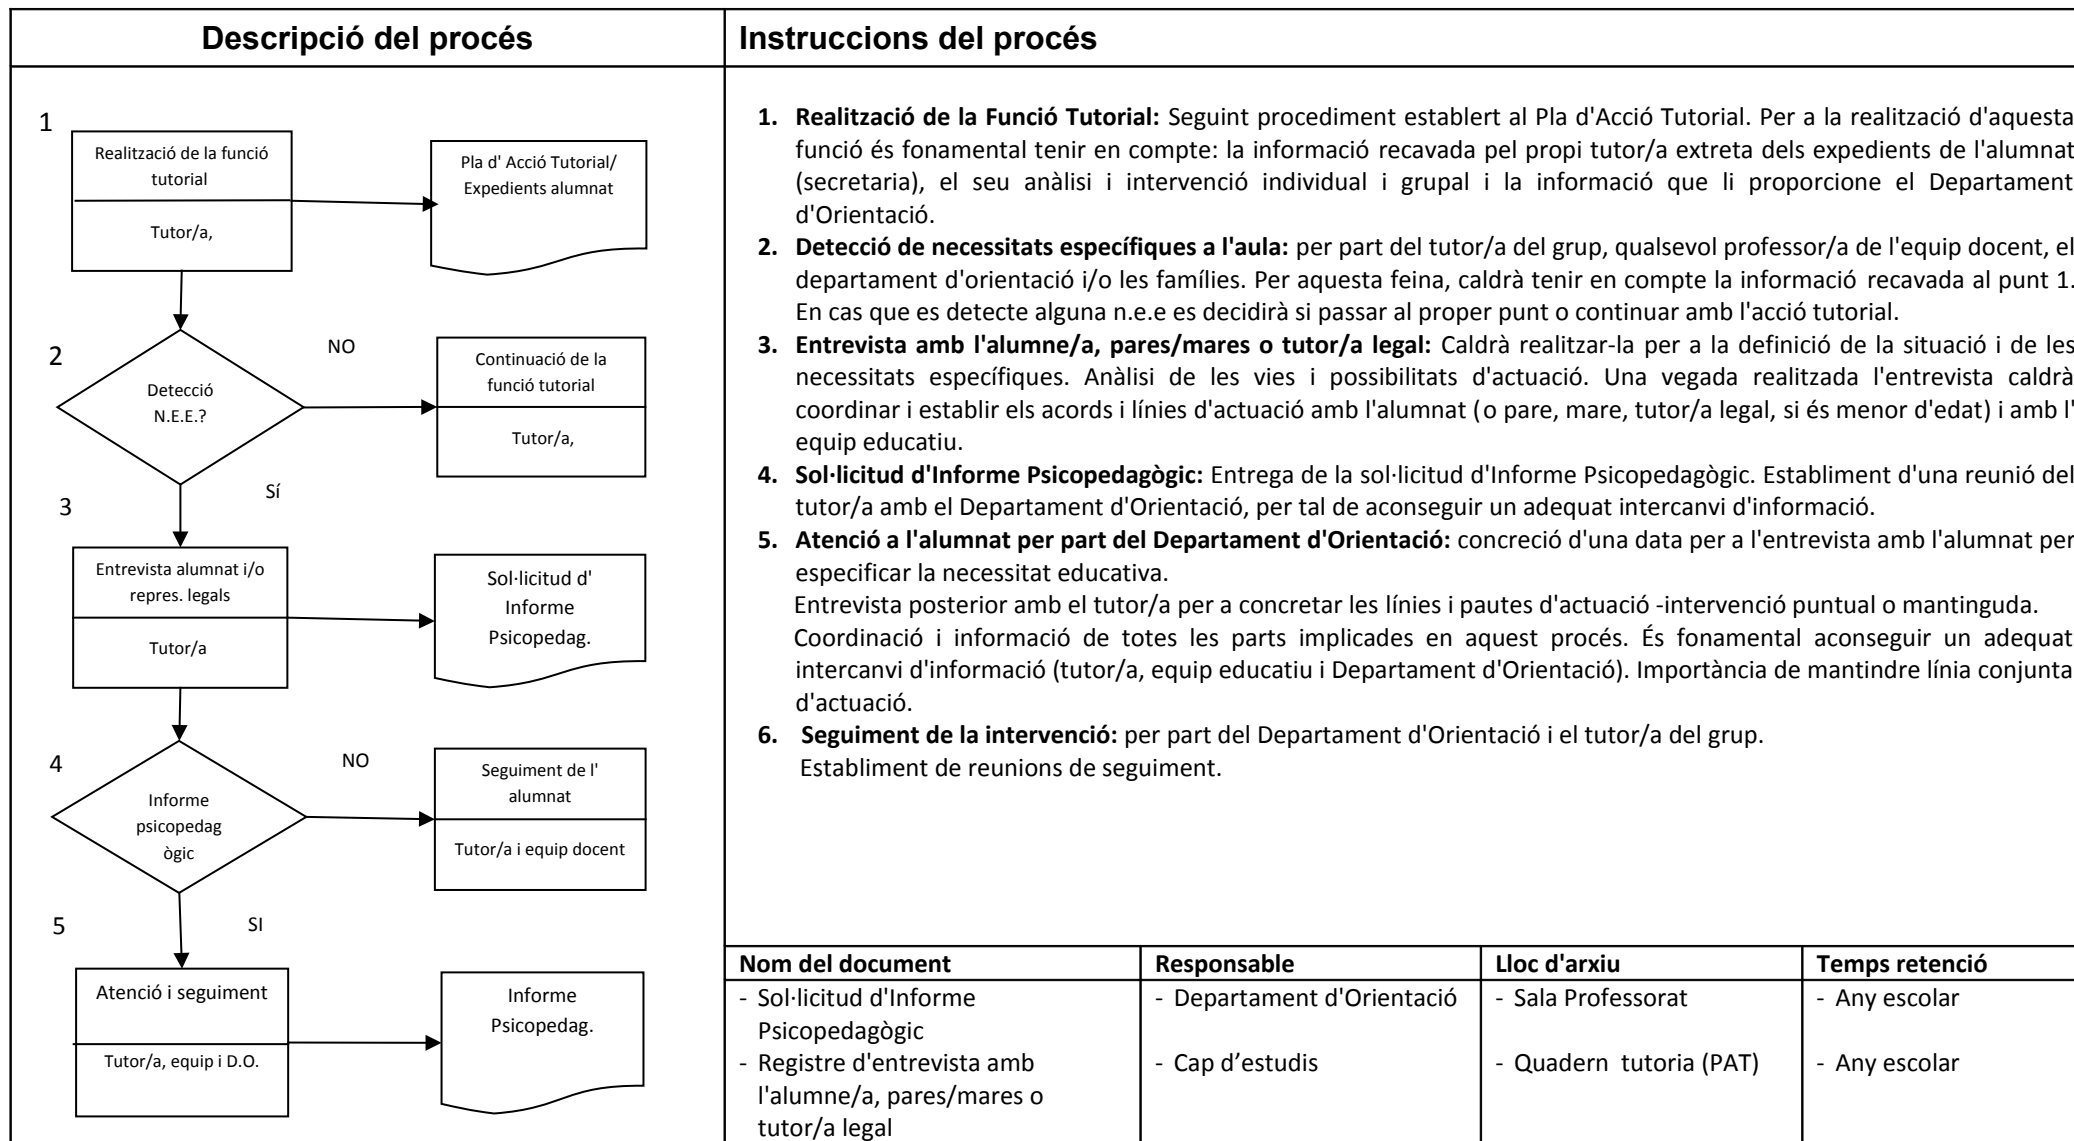 Descripció del procés
Instruccions del procés
1
Realització de la funció
tutorial
Tutor/a,
Pla d' Acció Tutorial/
Expedients alumnat
2
Detecció
N.E.E.?
NO
Continuació de la
funció tutorial
Tutor/a,
Sí
3
Entrevista alumnat i/o
repres. legals
Tutor/a
Sol·licitud d'
Informe
Psicopedag.
4
Informe
psicopedag
ògic
NO
Seguiment de l'
alumnat
Tutor/a i equip docent
5
SI
Atenció i seguiment
Tutor/a, equip i D.O.
Informe
Psicopedag.
1. Realització de la Funció Tutorial: Seguint procediment establert al Pla d'Acció Tutorial. Per a la realització d'aquesta
funció és fonamental tenir en compte: la informació recavada pel propi tutor/a extreta dels expedients de l'alumnat
(secretaria), el seu anàlisi i intervenció individual i grupal i la informació que li proporcione el Departament
d'Orientació.
2. Detecció de necessitats específiques a l'aula: per part del tutor/a del grup, qualsevol professor/a de l'equip docent, el
departament d'orientació i/o les famílies. Per aquesta feina, caldrà tenir en compte la informació recavada al punt 1.
En cas que es detecte alguna n.e.e es decidirà si passar al proper punt o continuar amb l'acció tutorial.
3. Entrevista amb l'alumne/a, pares/mares o tutor/a legal: Caldrà realitzar-la per a la definició de la situació i de les
necessitats específiques. Anàlisi de les vies i possibilitats d'actuació. Una vegada realitzada l'entrevista caldrà
coordinar i establir els acords i línies d'actuació amb l'alumnat (o pare, mare, tutor/a legal, si és menor d'edat) i amb l'
equip educatiu.
4. Sol·licitud d'Informe Psicopedagògic: Entrega de la sol·licitud d'Informe Psicopedagògic. Establiment d'una reunió del
tutor/a amb el Departament d'Orientació, per tal de aconseguir un adequat intercanvi d'informació.
5. Atenció a l'alumnat per part del Departament d'Orientació: concreció d'una data per a l'entrevista amb l'alumnat per
especificar la necessitat educativa.
Entrevista posterior amb el tutor/a per a concretar les línies i pautes d'actuació -intervenció puntual o mantinguda.
Coordinació i informació de totes les parts implicades en aquest procés. És fonamental aconseguir un adequat
intercanvi d'informació (tutor/a, equip educatiu i Departament d'Orientació). Importància de mantindre línia conjunta
d'actuació.
6. Seguiment de la intervenció: per part del Departament d'Orientació i el tutor/a del grup.
Establiment de reunions de seguiment.
Nom del document
Responsable
Lloc d'arxiu
Temps retenció
- Sol·licitud d'Informe
Psicopedagògic
- Departament d'Orientació
- Sala Professorat
- Any escolar
- Registre d'entrevista amb
l'alumne/a, pares/mares o
tutor/a legal
- Cap d’estudis
- Quadern tutoria (PAT)
- Any escolar